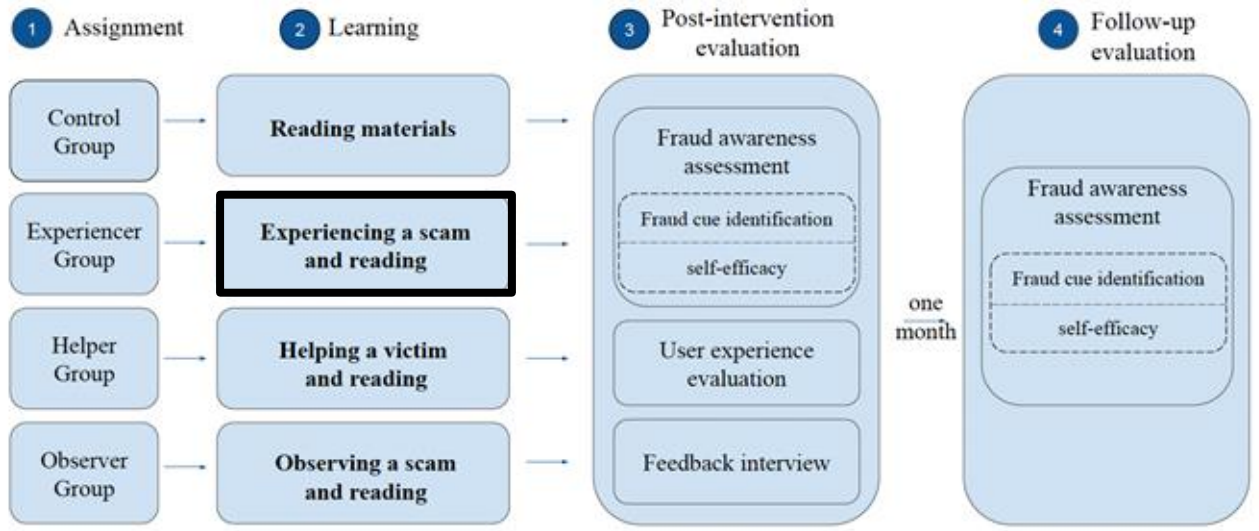 1 Assignment
2 Learning
3 Post-intervention
evaluation
4 Follow-up
evaluation
Control
Group
Reading materials
Experiencer
Group
Experiencing a scam
and reading
Helper
Group
Helping a victim
and reading
Observer
Group
Observing a scam
and reading
Fraud awareness
assessment
Fraud cue identification
self-efficacy
User experience
evaluation
Feedback interview
one
month
Fraud awareness
assessment
Fraud cue identification
self-efficacy